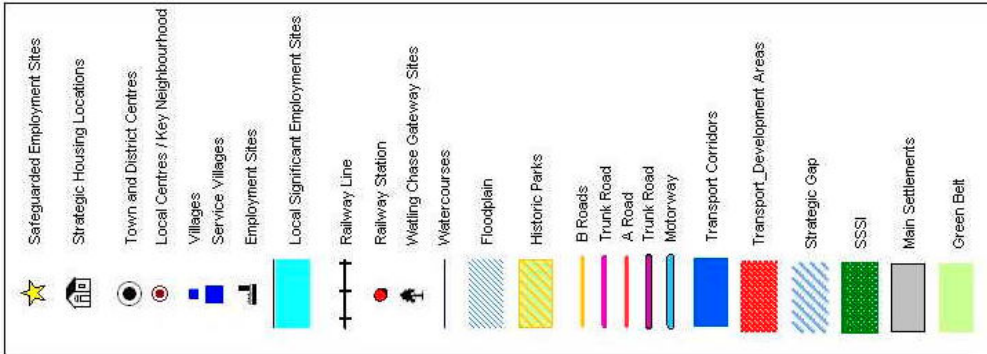 Safeguarded Employment Sites
Strategic Housing Locations
Town and District Centres
Local Centres / Key Neighbourhood
Villages
Service Villages
Employment Sites
Local Significant Employment Sites
Railway Line
Railway Station
Watling Chase Gateway Sites
Watercourses
Floodplain
Historic Parks
B Roads
Trunk Road
A Road
Trunk Road
Motorway
Transport Corridors
Transport_Development Areas
Strategic Gap
SSSI
Main Settlements
Green Belt